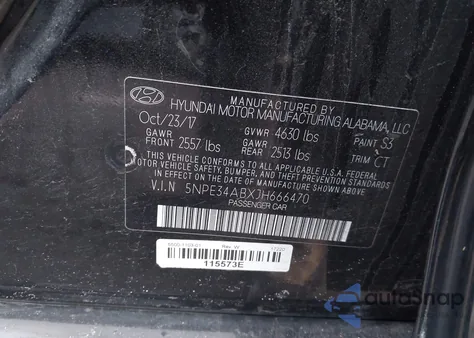 MANUFACTURED BY
HYUNDAI MOTOR MANUFACTURING ALABAMA, LLC
Oct/23/17 GVWR 4630 lbs PAINT S3
GAWR FRONT 2557 lbs GAWR REAR 2513 lbs TRIM CT
THIS VEHICLE CONFORMS TO ALL APPLICABLE U.S.
FEDERAL MOTOR VEHICLE SAFETY, BUMPER, AND THEFT
PREVENTION STANDARDS IN EFFECT ON THE DATE OF
MANUFACTURE SHOWN ABOVE.
V.I.N 5NPE34ABXJH666470
PASSENGER CAR
115573E
autoSnap